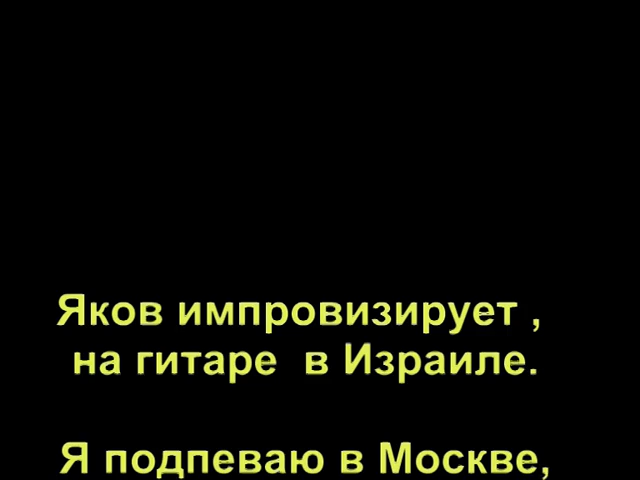 Яков импровизирует ,
на гитаре  в Израиле.
Я подпеваю в Москве,